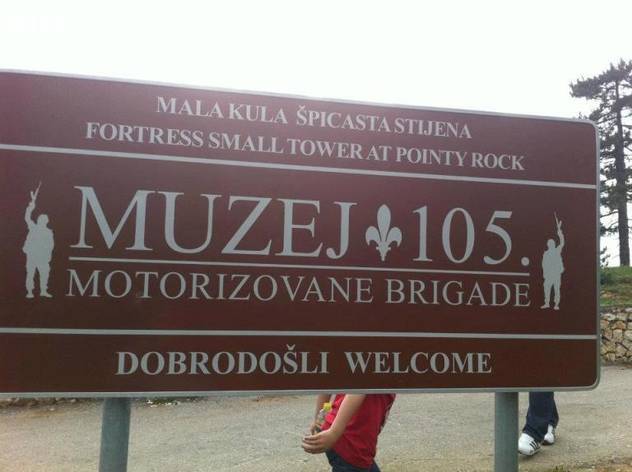 MALA KULA ŠPICASTA STIJENA
FORTRESS SMALL TOWER AT POINTY ROCK
MUZEJ 105.
MOTORIZOVANE BRIGADE
DOBRODOŠLI WELCOME